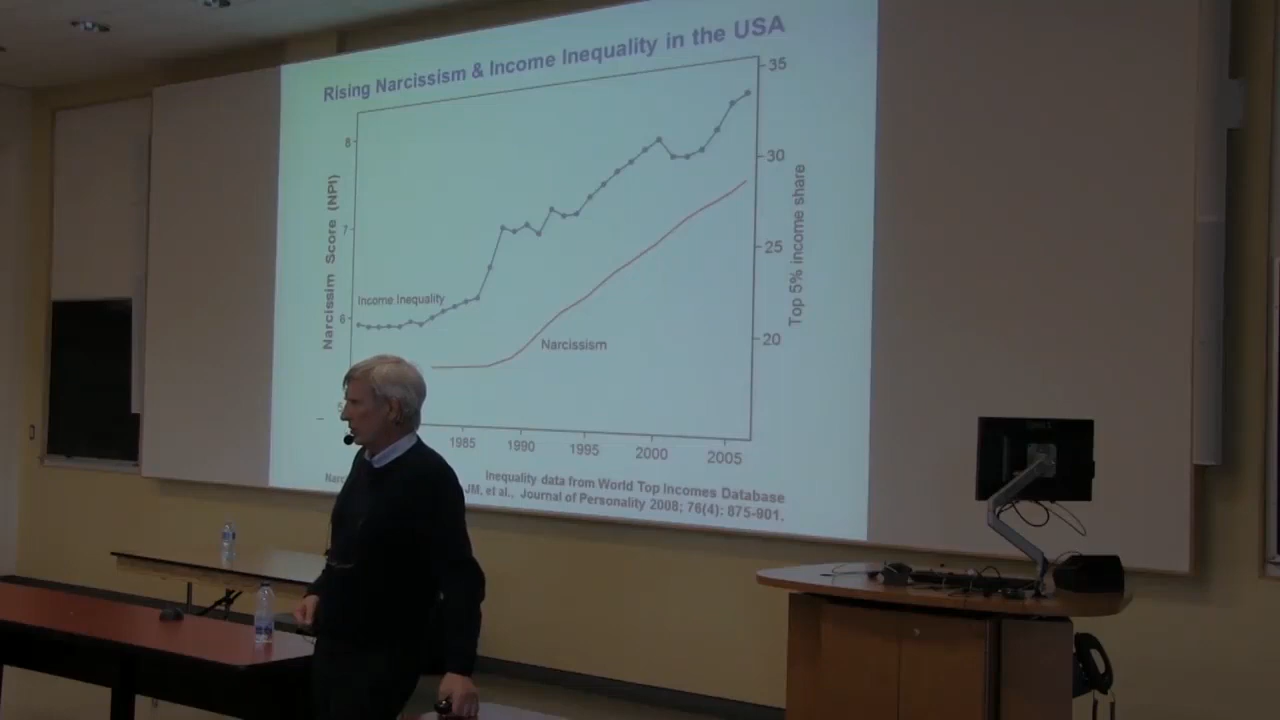 Rising Narcissism & Income Inequality in the USA
35
8
30
Narcissim Score (NPI)
Top 5% income share
7
25
Income Inequality
6
20
Narcissism
5
1985
1990
1995
2000
2005
Inequality data from World Top Incomes Database
JM, et al., Journal of Personality 2008; 76(4): 875-901.